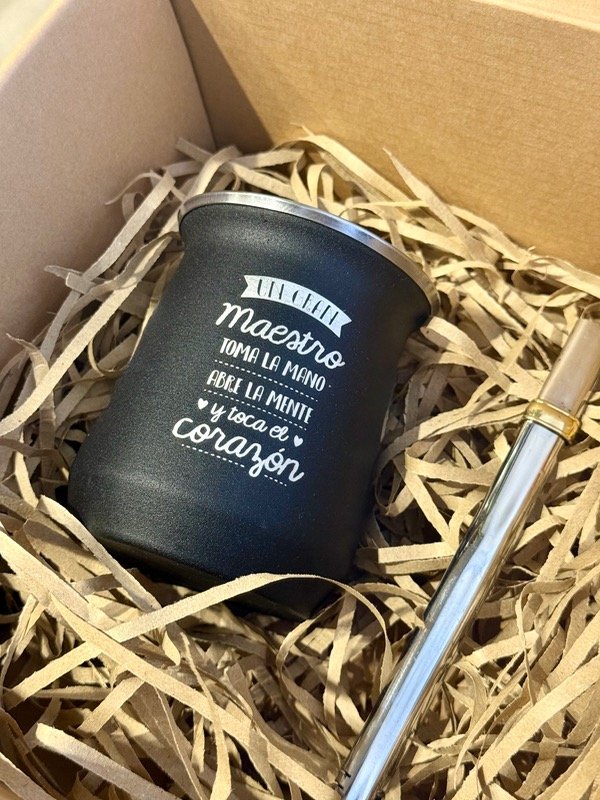 UN GRAN
Maestro
TOMA LA MANO
ABRE LA MENTE
y toca el
corazón